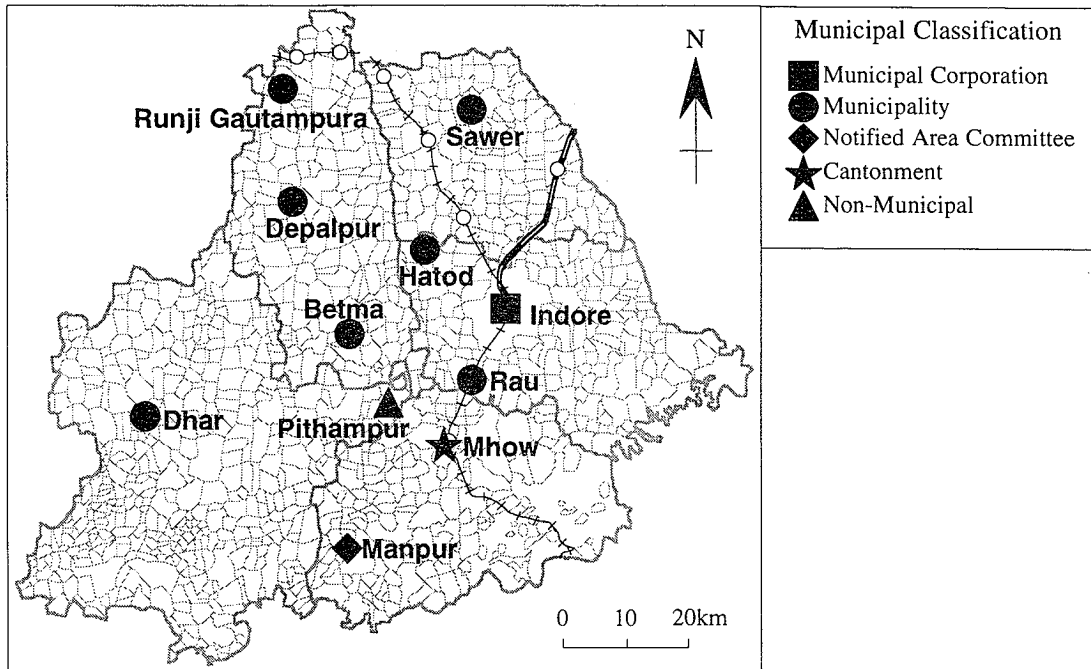 N
Runji Gautampura
Sawer
Depalpur
Hatod
Betma
Indore
Rau
Dhar
Pithampur
Mhow
Manpur
0 10 20km
Municipal Classification
Municipal Corporation
Municipality
Notified Area Committee
Cantonment
Non-Municipal